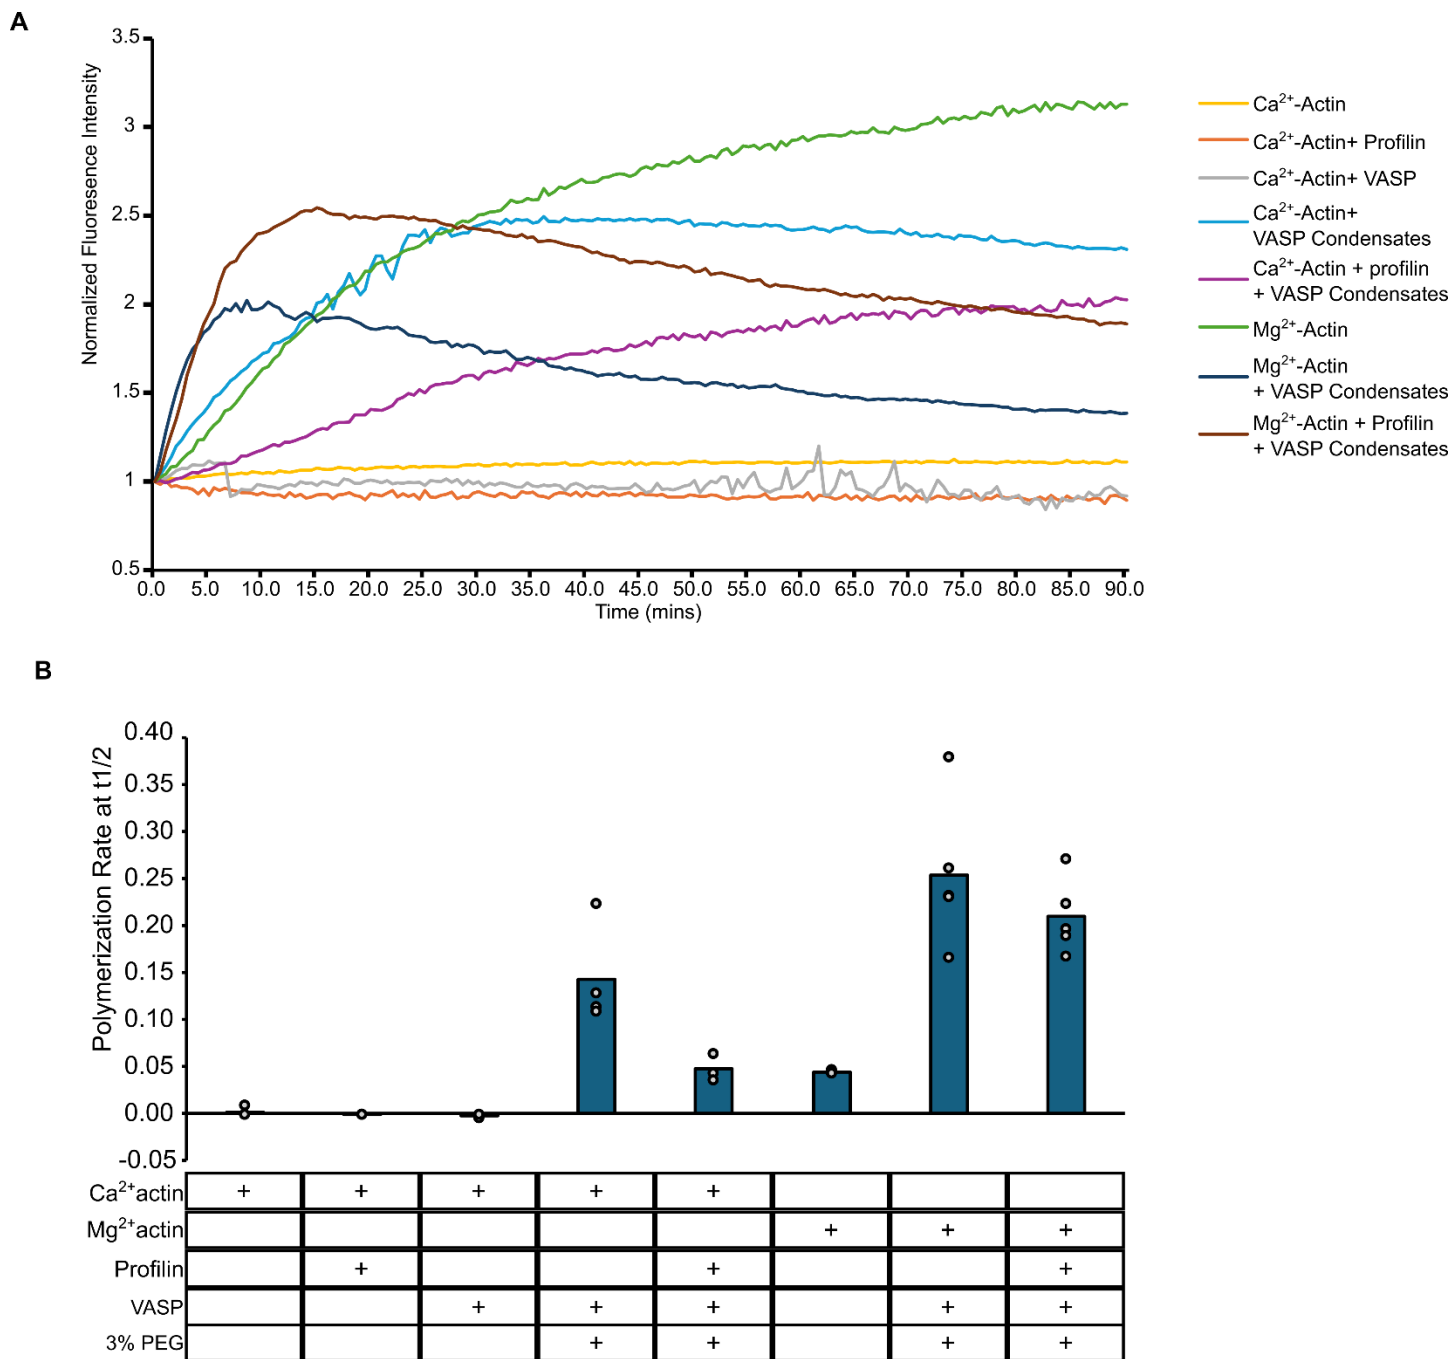 A
Normalized Fluoresence Intensity
3.5
3
2.5
2
1.5
1
0.5
0.0 5.0 10.0 15.0 20.0 25.0 30.0 35.0 40.0 45.0 50.0 55.0 60.0 65.0 70.0 75.0 80.0 85.0 90.0
Time (mins)
Ca²⁺-Actin
Ca²⁺-Actin+ Profilin
Ca²⁺-Actin+ VASP
Ca²⁺-Actin+
VASP Condensates
Ca²⁺-Actin + profilin
+ VASP Condensates
Mg²⁺-Actin
Mg²⁺-Actin
+ VASP Condensates
Mg²⁺-Actin + Profilin
+ VASP Condensates
B
Polymerization Rate at t1/2
0.40
0.35
0.30
0.25
0.20
0.15
0.10
0.05
0.00
-0.05
Ca²⁺actin + + + + +
Mg²⁺actin + + +
Profilin + + +
VASP + + + + +
3% PEG + + + +